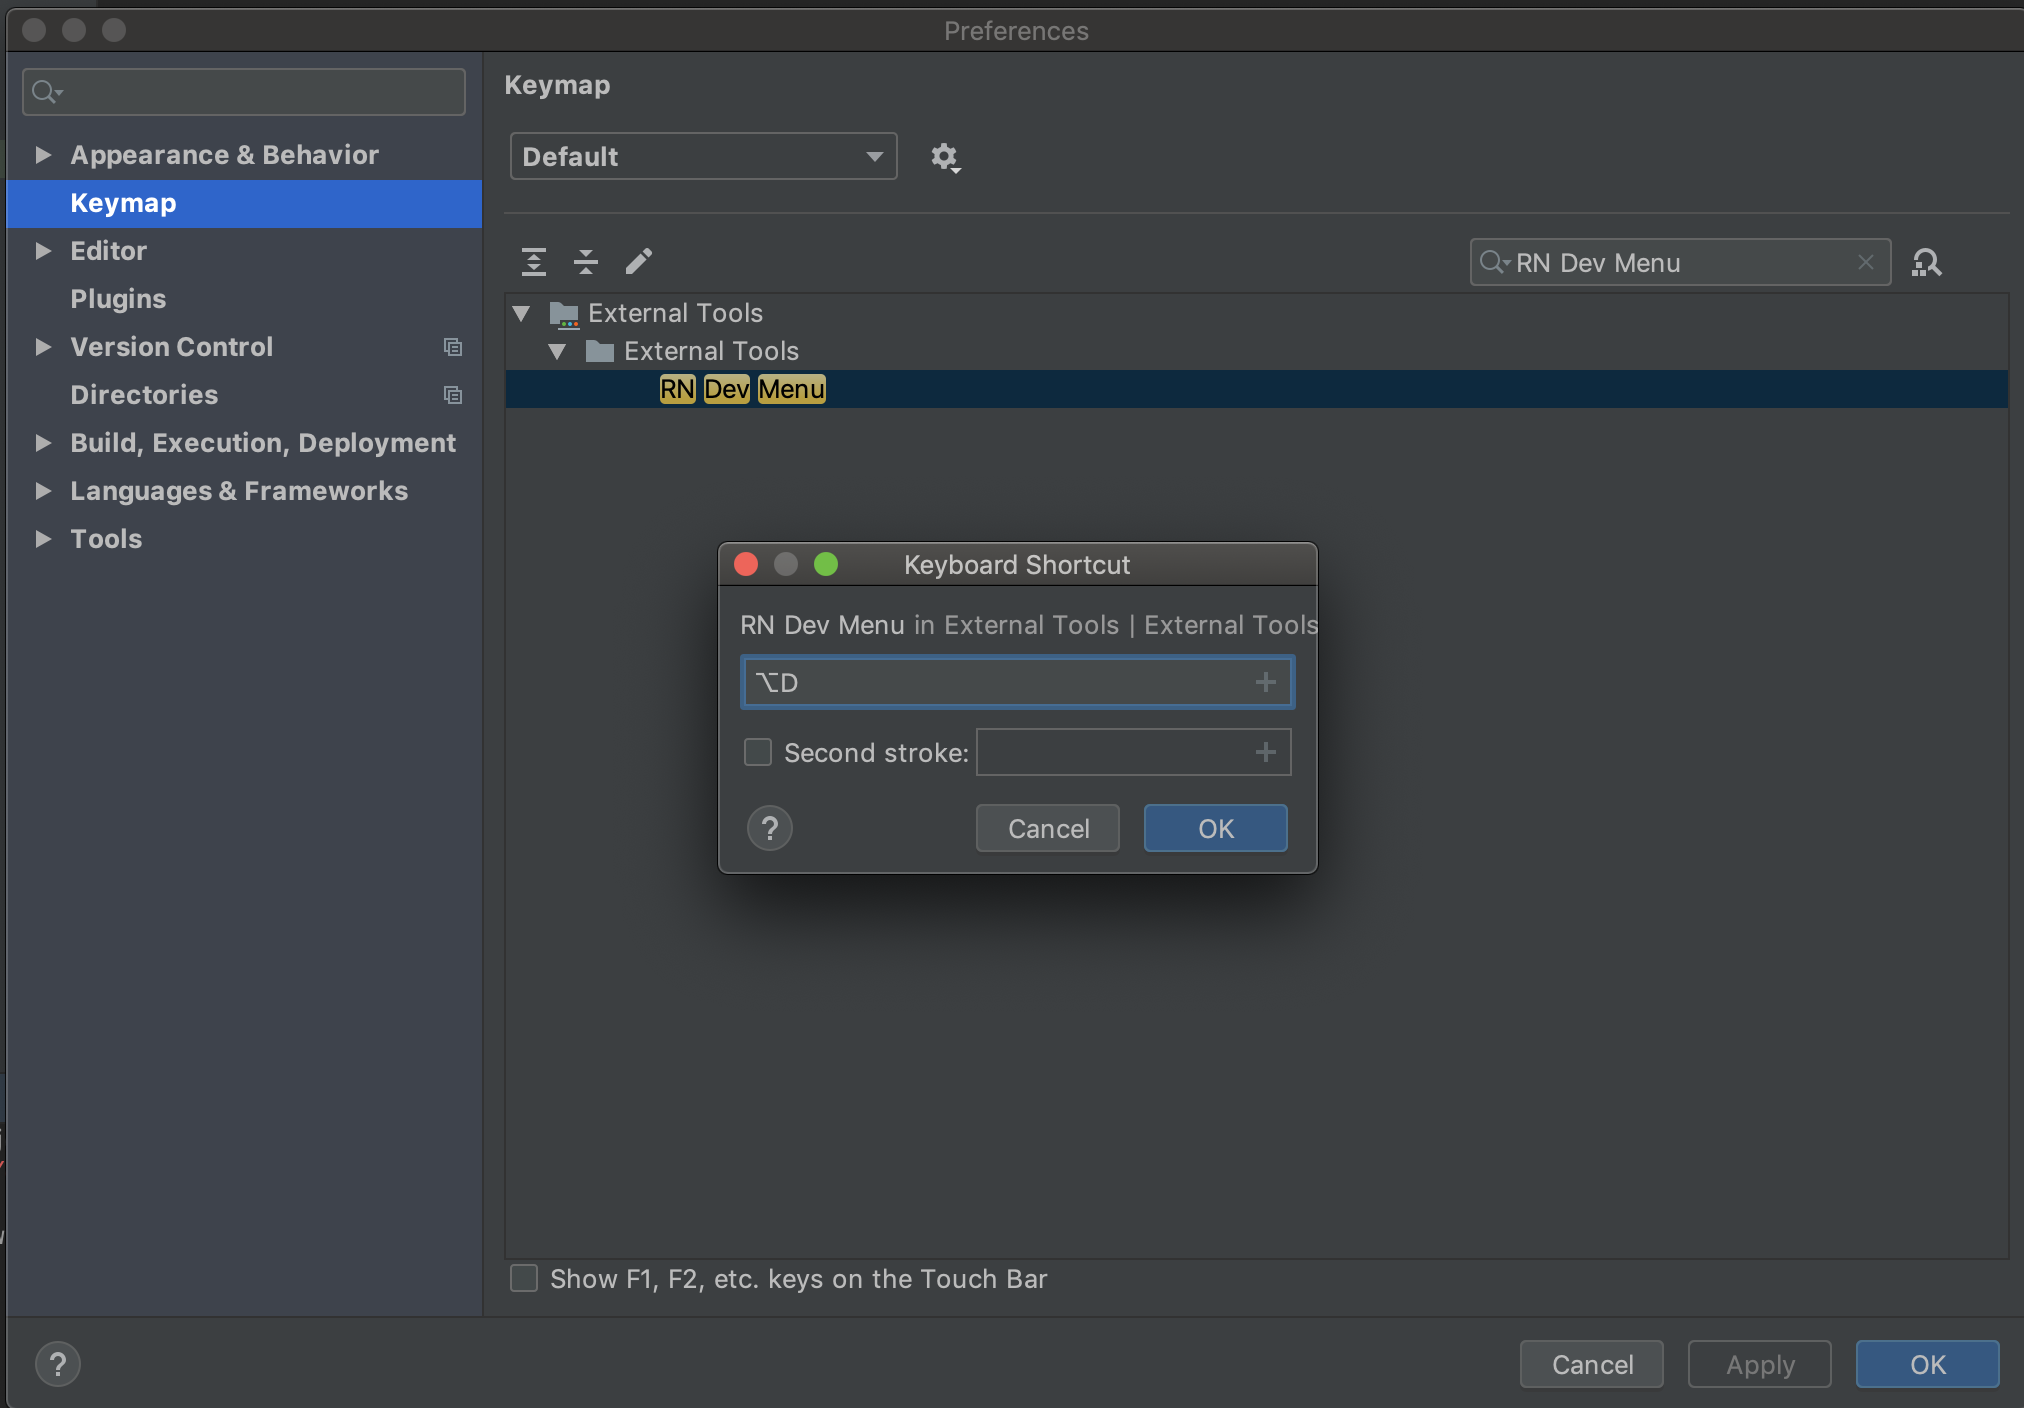 Preferences
Appearance & Behavior
Keymap
Editor
Plugins
Version Control
Directories
Build, Execution, Deployment
Languages & Frameworks
Tools
Keymap
Default
RN Dev Menu
External Tools
External Tools
RN Dev Menu
Keyboard Shortcut
RN Dev Menu in External Tools | External Tools
⌥D
Second stroke:
?
Cancel
OK
Show F1, F2, etc. keys on the Touch Bar
?
Cancel
Apply
OK